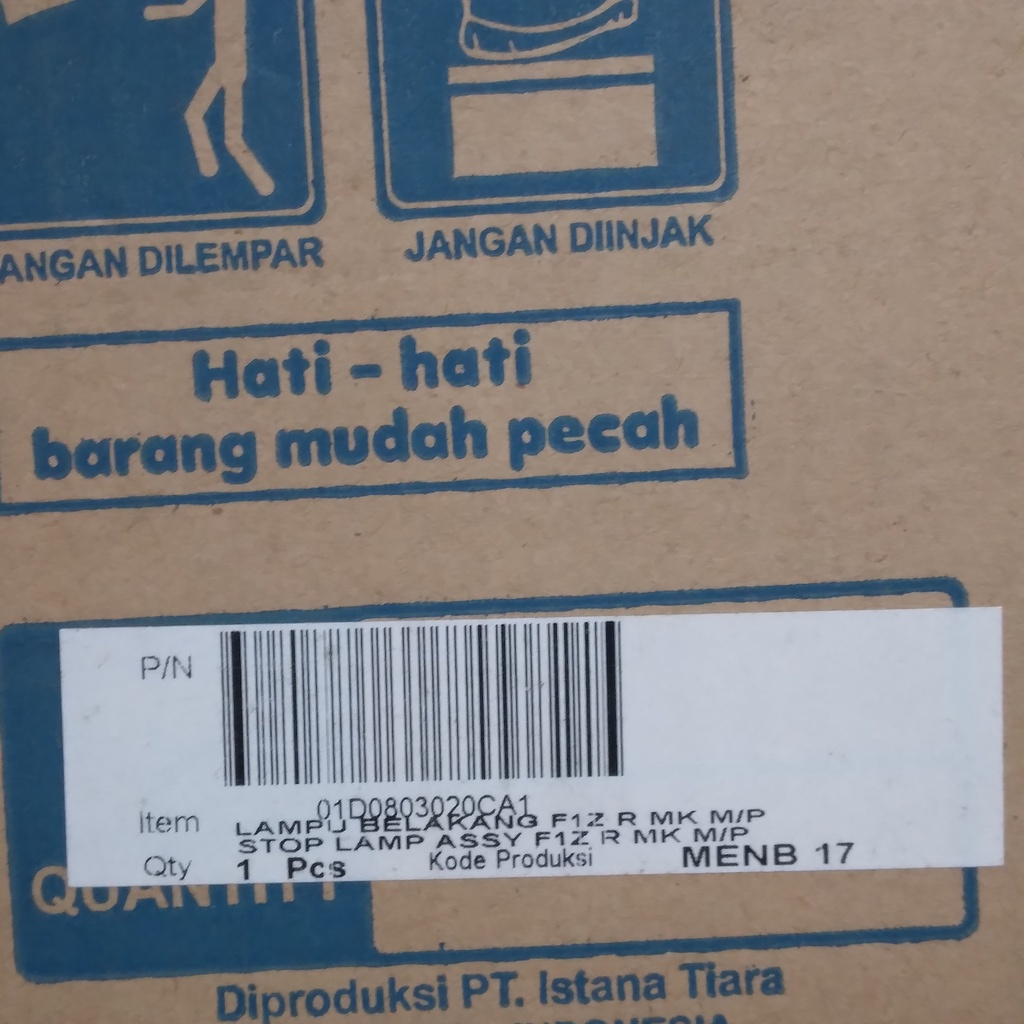 ANGAN DILEMPAR
JANGAN DIINJAK
Hati - hati
barang mudah pecah
P/N
01D0803020CA1
Item
LAMPU BELAKANG F1Z R MK M/P
STOP LAMP ASSY F1Z R MK M/P
Qty 1 Pcs Kode Produksi MENB 17
QUANTITY
Diproduksi PT. Istana Tiara